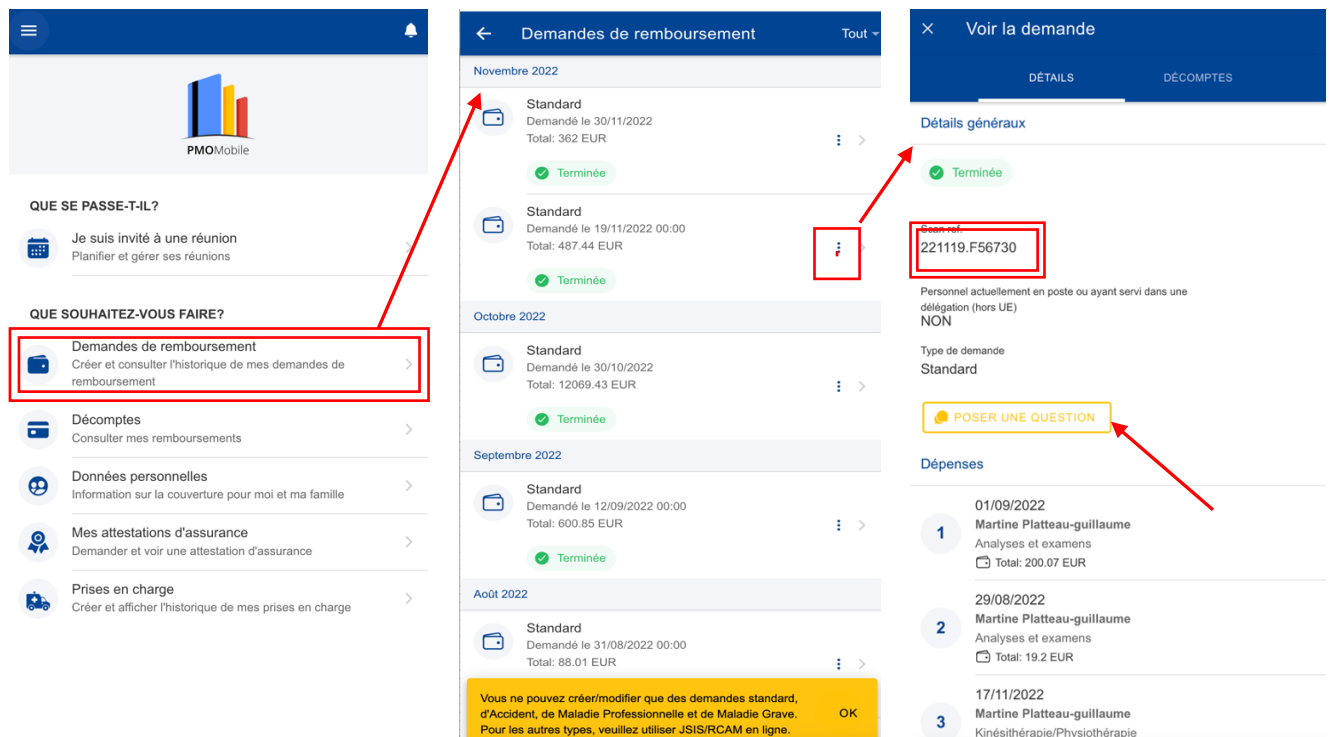 PMOMobile
QUE SE PASSE-T-IL?
Je suis invité à une réunion
Planifier et gérer ses réunions
QUE SOUHAITEZ-VOUS FAIRE?
Demandes de remboursement
Créer et consulter l'historique de mes demandes de
remboursement
Décomptes
Consulter mes remboursements
Données personnelles
Information sur la couverture pour moi et ma famille
Mes attestations d'assurance
Demander et voir une attestation d'assurance
Prises en charge
Créer et afficher l'historique de mes prises en charge
Demandes de remboursement
Tout
Novembre 2022
Standard
Demandé le 30/11/2022
Total: 362 EUR
Terminée
Standard
Demandé le 19/11/2022 00:00
Total: 487.44 EUR
Terminée
Octobre 2022
Standard
Demandé le 30/10/2022
Total: 12069.43 EUR
Terminée
Septembre 2022
Standard
Demandé le 12/09/2022 00:00
Total: 600.85 EUR
Terminée
Août 2022
Standard
Demandé le 31/08/2022 00:00
Total: 88.01 EUR
Vous ne pouvez créer/modifier que des demandes standard,
d'Accident, de Maladie Professionnelle et de Maladie Grave.
Pour les autres types, veuillez utiliser JSIS/RCAM en ligne.
OK
Voir la demande
DÉTAILS
DÉCOMPTES
Détails généraux
Terminée
Scan ref.
221119.F56730
Personnel actuellement en poste ou ayant servi dans une
délégation (hors UE)
NON
Type de demande
Standard
POSER UNE QUESTION
Dépenses
1
01/09/2022
Martine Platteau-guillaume
Analyses et examens
Total: 200.07 EUR
2
29/08/2022
Martine Platteau-guillaume
Analyses et examens
Total: 19.2 EUR
3
17/11/2022
Martine Platteau-guillaume
Kinésithérapie/Physiothérapie